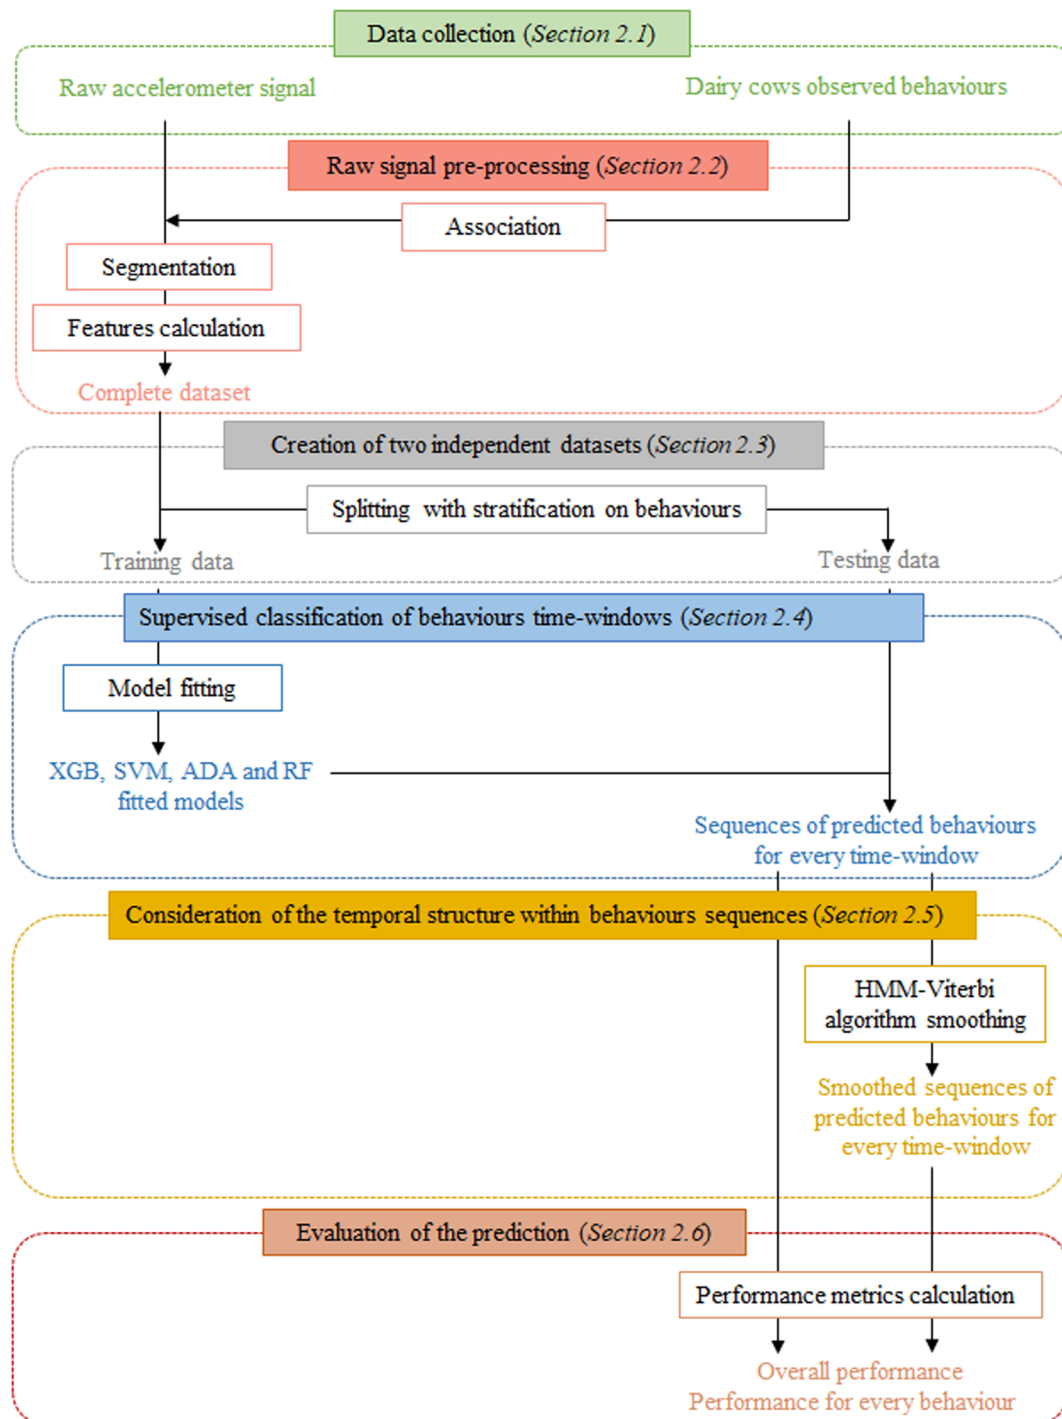 Data collection (Section 2.1)
Raw accelerometer signal
Dairy cows observed behaviours
Raw signal pre-processing (Section 2.2)
Association
Segmentation
Features calculation
Complete dataset
Creation of two independent datasets (Section 2.3)
Splitting with stratification on behaviours
Training data
Testing data
Supervised classification of behaviours time-windows (Section 2.4)
Model fitting
XGB, SVM, ADA and RF
fitted models
Sequences of predicted behaviours
for every time-window
Consideration of the temporal structure within behaviours sequences (Section 2.5)
HMM-Viterbi
algorithm smoothing
Smoothed sequences of
predicted behaviours for
every time-window
Evaluation of the prediction (Section 2.6)
Performance metrics calculation
Overall performance
Performance for every behaviour